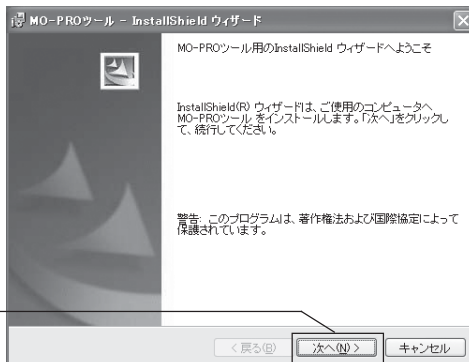 MO-PROツール - InstallShield ウィザード
MO-PROツール用のInstallShield ウィザードへようこそ
InstallShield(R) ウィザードは、ご使用のコンピュータへ
MO-PROツール をインストールします。「次へ」をクリックし
て、続行してください。
警告: このプログラムは、著作権法および国際協定によって
保護されています。
< 戻る(B)
次へ(N) >
キャンセル